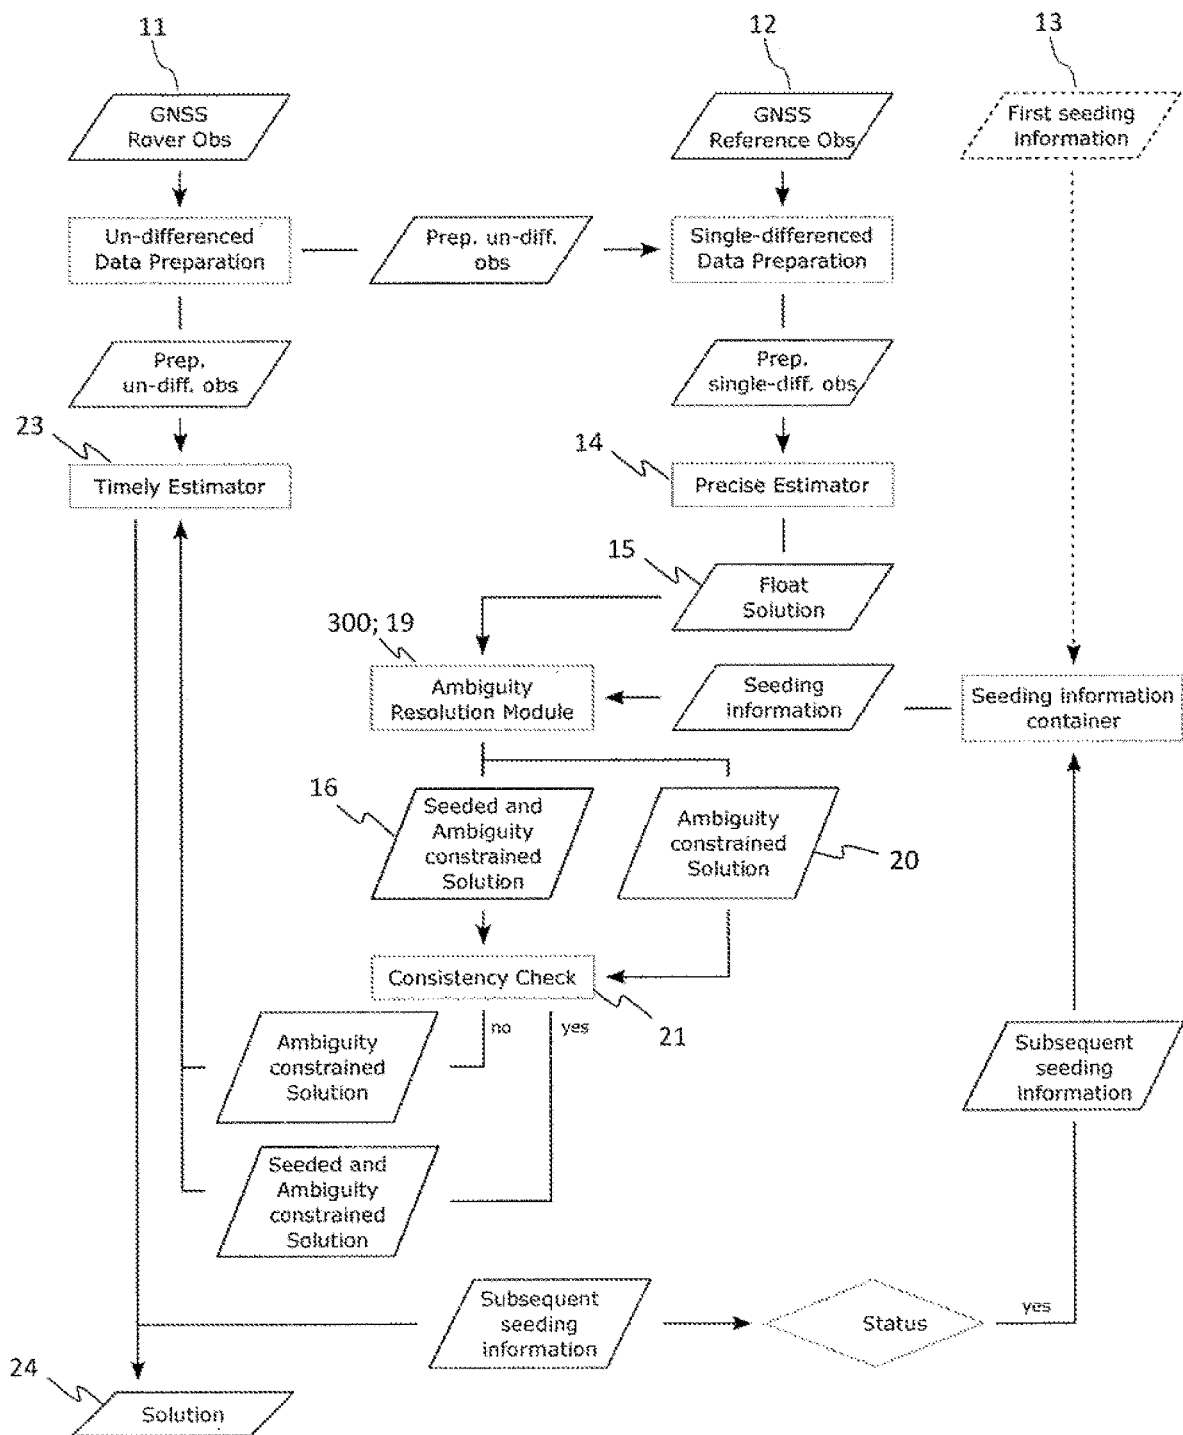 11
12
13
GNSS
Rover Obs
GNSS
Reference Obs
First seeding
information
Un-differenced
Data Preparation
Prep. un-diff.
obs
Single-differenced
Data Preparation
Prep.
un-diff. obs
Prep.
single-diff. obs
23
14
Timely Estimator
Precise Estimator
15
Float
Solution
300; 19
Ambiguity
Resolution Module
Seeding
information
Seeding information
container
16
Seeded and
Ambiguity
constrained
Solution
Ambiguity
constrained
Solution
20
Consistency Check
21
no
yes
Ambiguity
constrained
Solution
Subsequent
seeding
information
Seeded and
Ambiguity
constrained
Solution
Subsequent
seeding
information
Status
yes
24
Solution